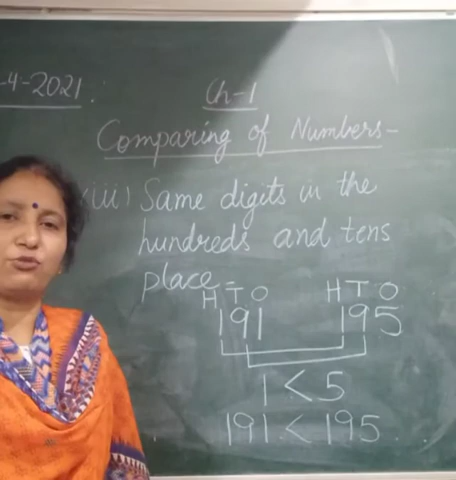 -4-2021.
Ch-1
Comparing of Numbers-
(iii) Same digits in the
hundreds and tens
place-
H T O H T O
191 195
1 < 5
191 < 195